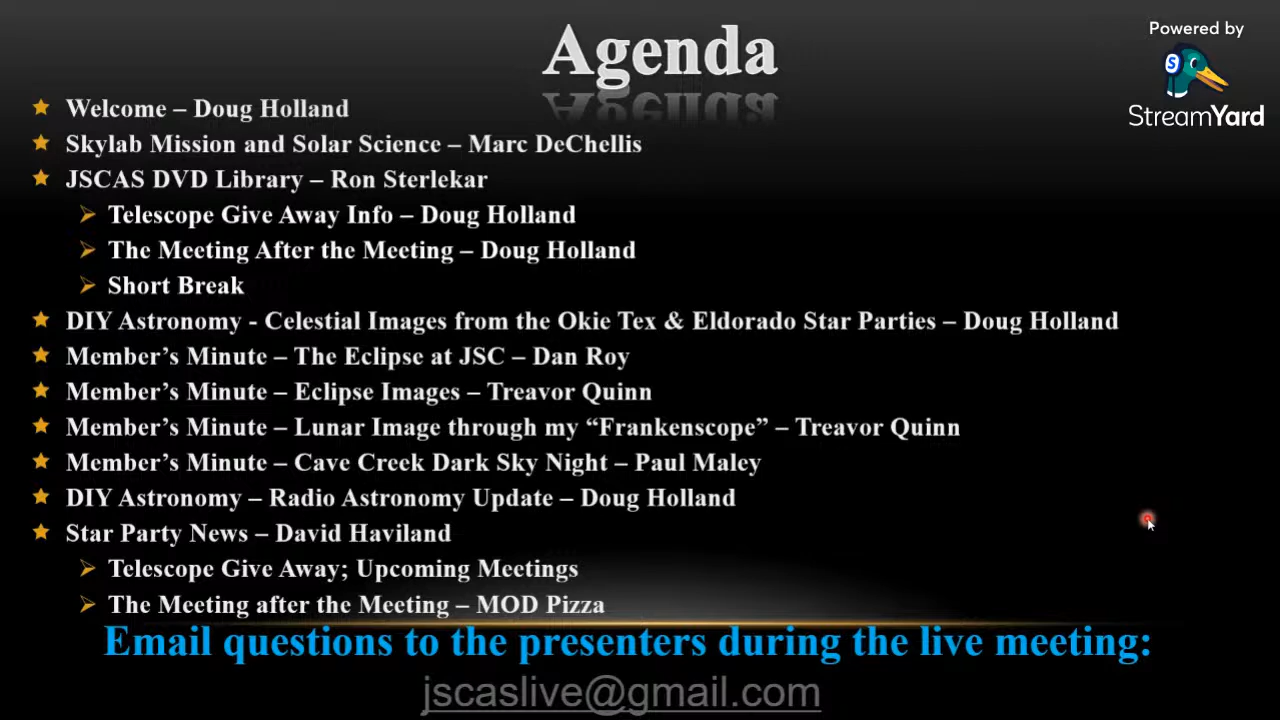 Agenda
Powered by
StreamYard
Welcome – Doug Holland
Skylab Mission and Solar Science – Marc DeChellis
JSCAS DVD Library – Ron Sterlekar
Telescope Give Away Info – Doug Holland
The Meeting After the Meeting – Doug Holland
Short Break
DIY Astronomy - Celestial Images from the Okie Tex & Eldorado Star Parties – Doug Holland
Member’s Minute – The Eclipse at JSC – Dan Roy
Member’s Minute – Eclipse Images – Treavor Quinn
Member’s Minute – Lunar Image through my “Frankenscope” – Treavor Quinn
Member’s Minute – Cave Creek Dark Sky Night – Paul Maley
DIY Astronomy – Radio Astronomy Update – Doug Holland
Star Party News – David Haviland
Telescope Give Away; Upcoming Meetings
The Meeting after the Meeting – MOD Pizza
Email questions to the presenters during the live meeting:
jscaslive@gmail.com